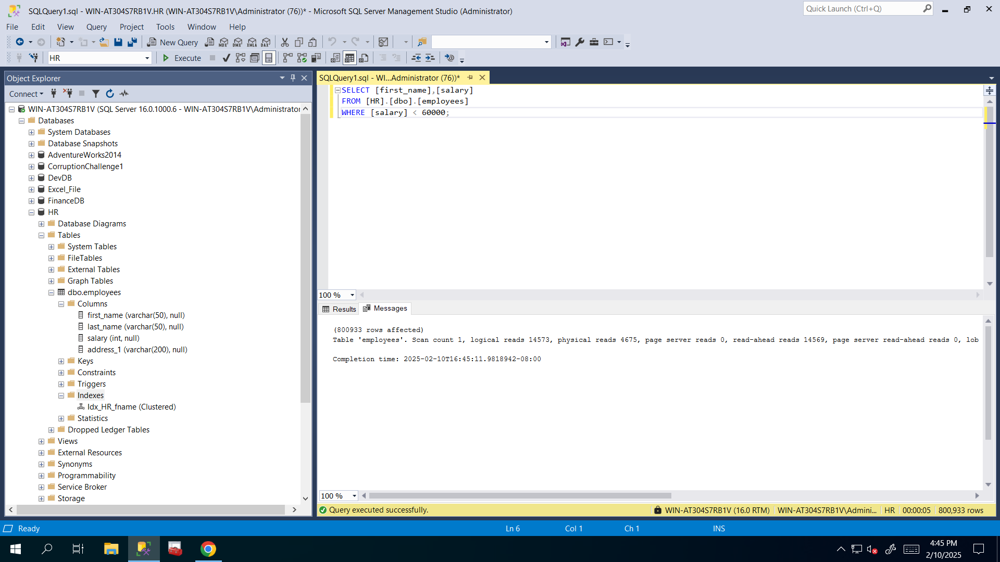 SQLQuery1.sql - WIN-AT304S7RB1V.HR (WIN-AT304S7RB1V\Administrator (76))* - Microsoft SQL Server Management Studio (Administrator)
Quick Launch (Ctrl+Q)
File Edit View Query Project Tools Window Help
New Query MDX DMX XMLA DAX
HR Execute
Object Explorer
Connect
WIN-AT304S7RB1V (SQL Server 16.0.1000.6 - WIN-AT304S7RB1V\Administrator
Databases
System Databases
Database Snapshots
AdventureWorks2014
CorruptionChallenge1
DevDB
Excel_File
FinanceDB
HR
Database Diagrams
Tables
System Tables
FileTables
External Tables
Graph Tables
dbo.employees
Columns
first_name (varchar(50), null)
last_name (varchar(50), null)
salary (int, null)
address_1 (varchar(200), null)
Keys
Constraints
Triggers
Indexes
Idx_HR_fname (Clustered)
Statistics
Dropped Ledger Tables
Views
External Resources
Synonyms
Programmability
Service Broker
Storage
SQLQuery1.sql - WI...Administrator (76))*
SELECT [first_name],[salary]
FROM [HR].[dbo].[employees]
WHERE [salary] < 60000;
100 %
Results Messages
(800933 rows affected)
Table 'employees'. Scan count 1, logical reads 14573, physical reads 4675, page server reads 0, read-ahead reads 14569, page server read-ahead reads 0, lob
Completion time: 2025-02-10T16:45:11.9818942-08:00
100 %
Query executed successfully. WIN-AT304S7RB1V (16.0 RTM) WIN-AT304S7RB1V\Admini... HR 00:00:05 800,933 rows
Ready Ln 6 Col 1 Ch 1 INS
4:45 PM
2/10/2025